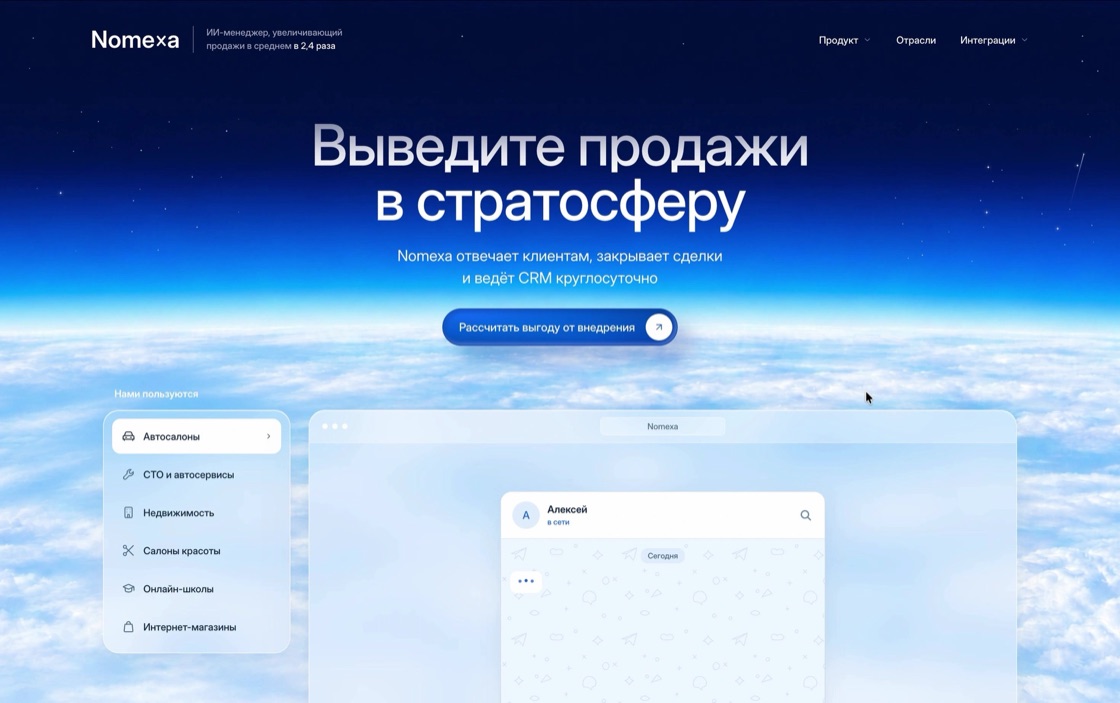 Nomexa
ИИ-менеджер, увеличивающий
продажи в среднем в 2,4 раза
Продукт
Отрасли
Интеграции
Выведите продажи
в стратосферу
Nomexa отвечает клиентам, закрывает сделки
и ведёт CRM круглосуточно
Рассчитать выгоду от внедрения
Нами пользуются
Автосалоны
СТО и автосервисы
Недвижимость
Салоны красоты
Онлайн-школы
Интернет-магазины
Nomexa
А
Алексей
в сети
Сегодня